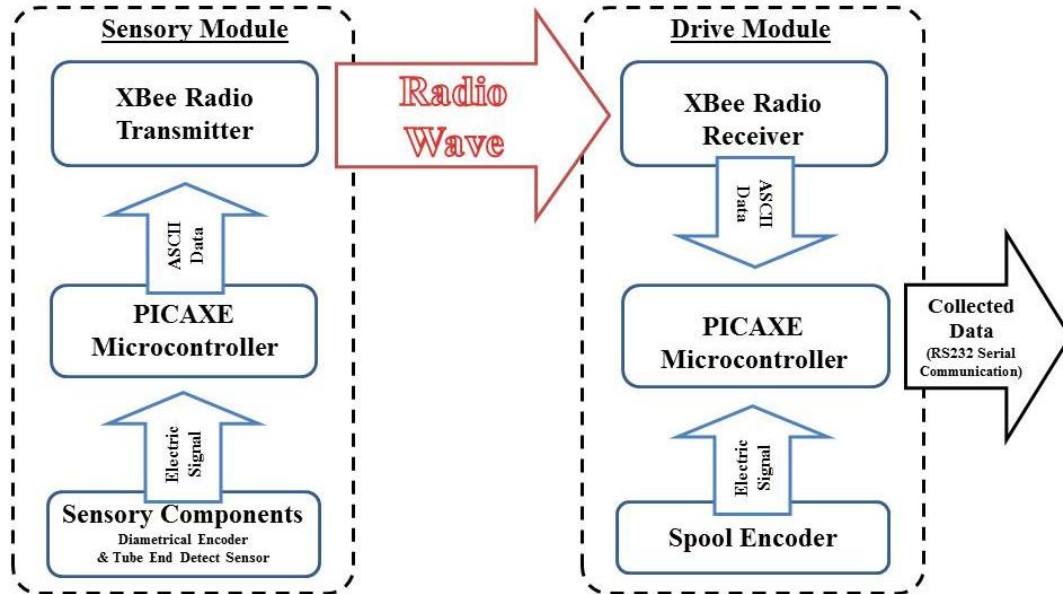 Sensory Module
XBee Radio
Transmitter
ASCII
Data
PICAXE
Microcontroller
Electric
Signal
Sensory Components
Diametrical Encoder
& Tube End Detect Sensor
Radio
Wave
Drive Module
XBee Radio
Receiver
ASCII
Data
PICAXE
Microcontroller
Electric
Signal
Spool Encoder
Collected
Data
(RS232 Serial
Communication)